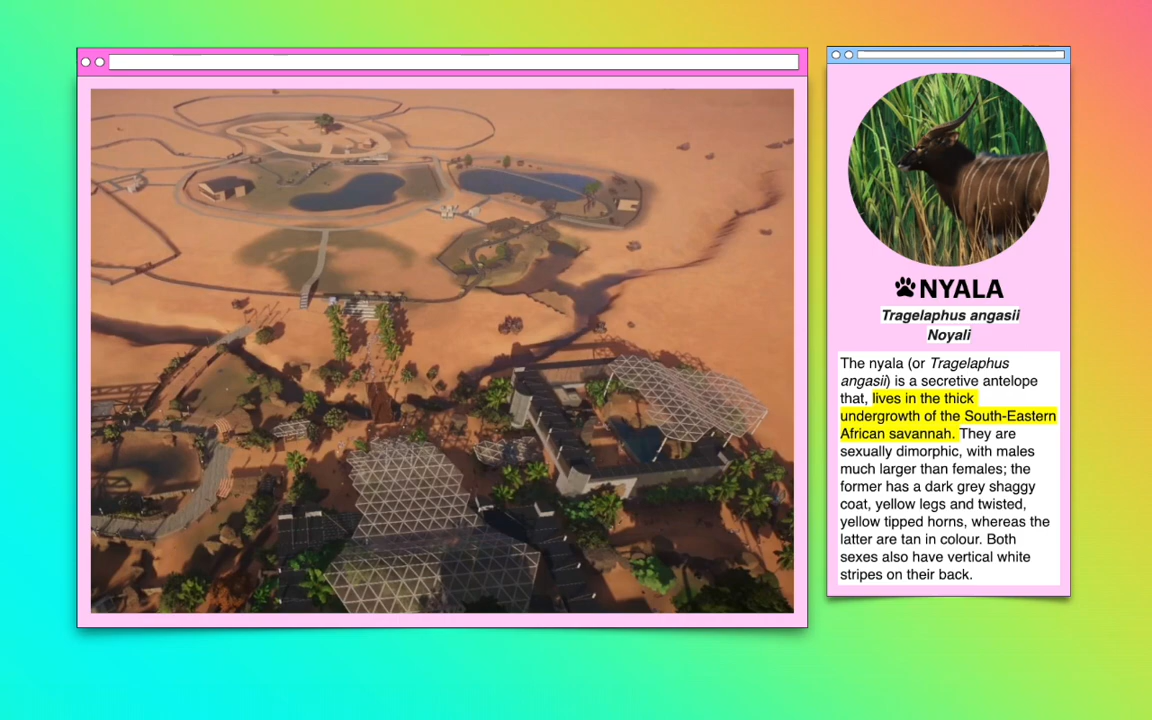 NYALA
Tragelaphus angasii
Noyali
The nyala (or Tragelaphus
angasii) is a secretive antelope
that, lives in the thick
undergrowth of the South-Eastern
African savannah. They are
sexually dimorphic, with males
much larger than females; the
former has a dark grey shaggy
coat, yellow legs and twisted,
yellow tipped horns, whereas the
latter are tan in colour. Both
sexes also have vertical white
stripes on their back.